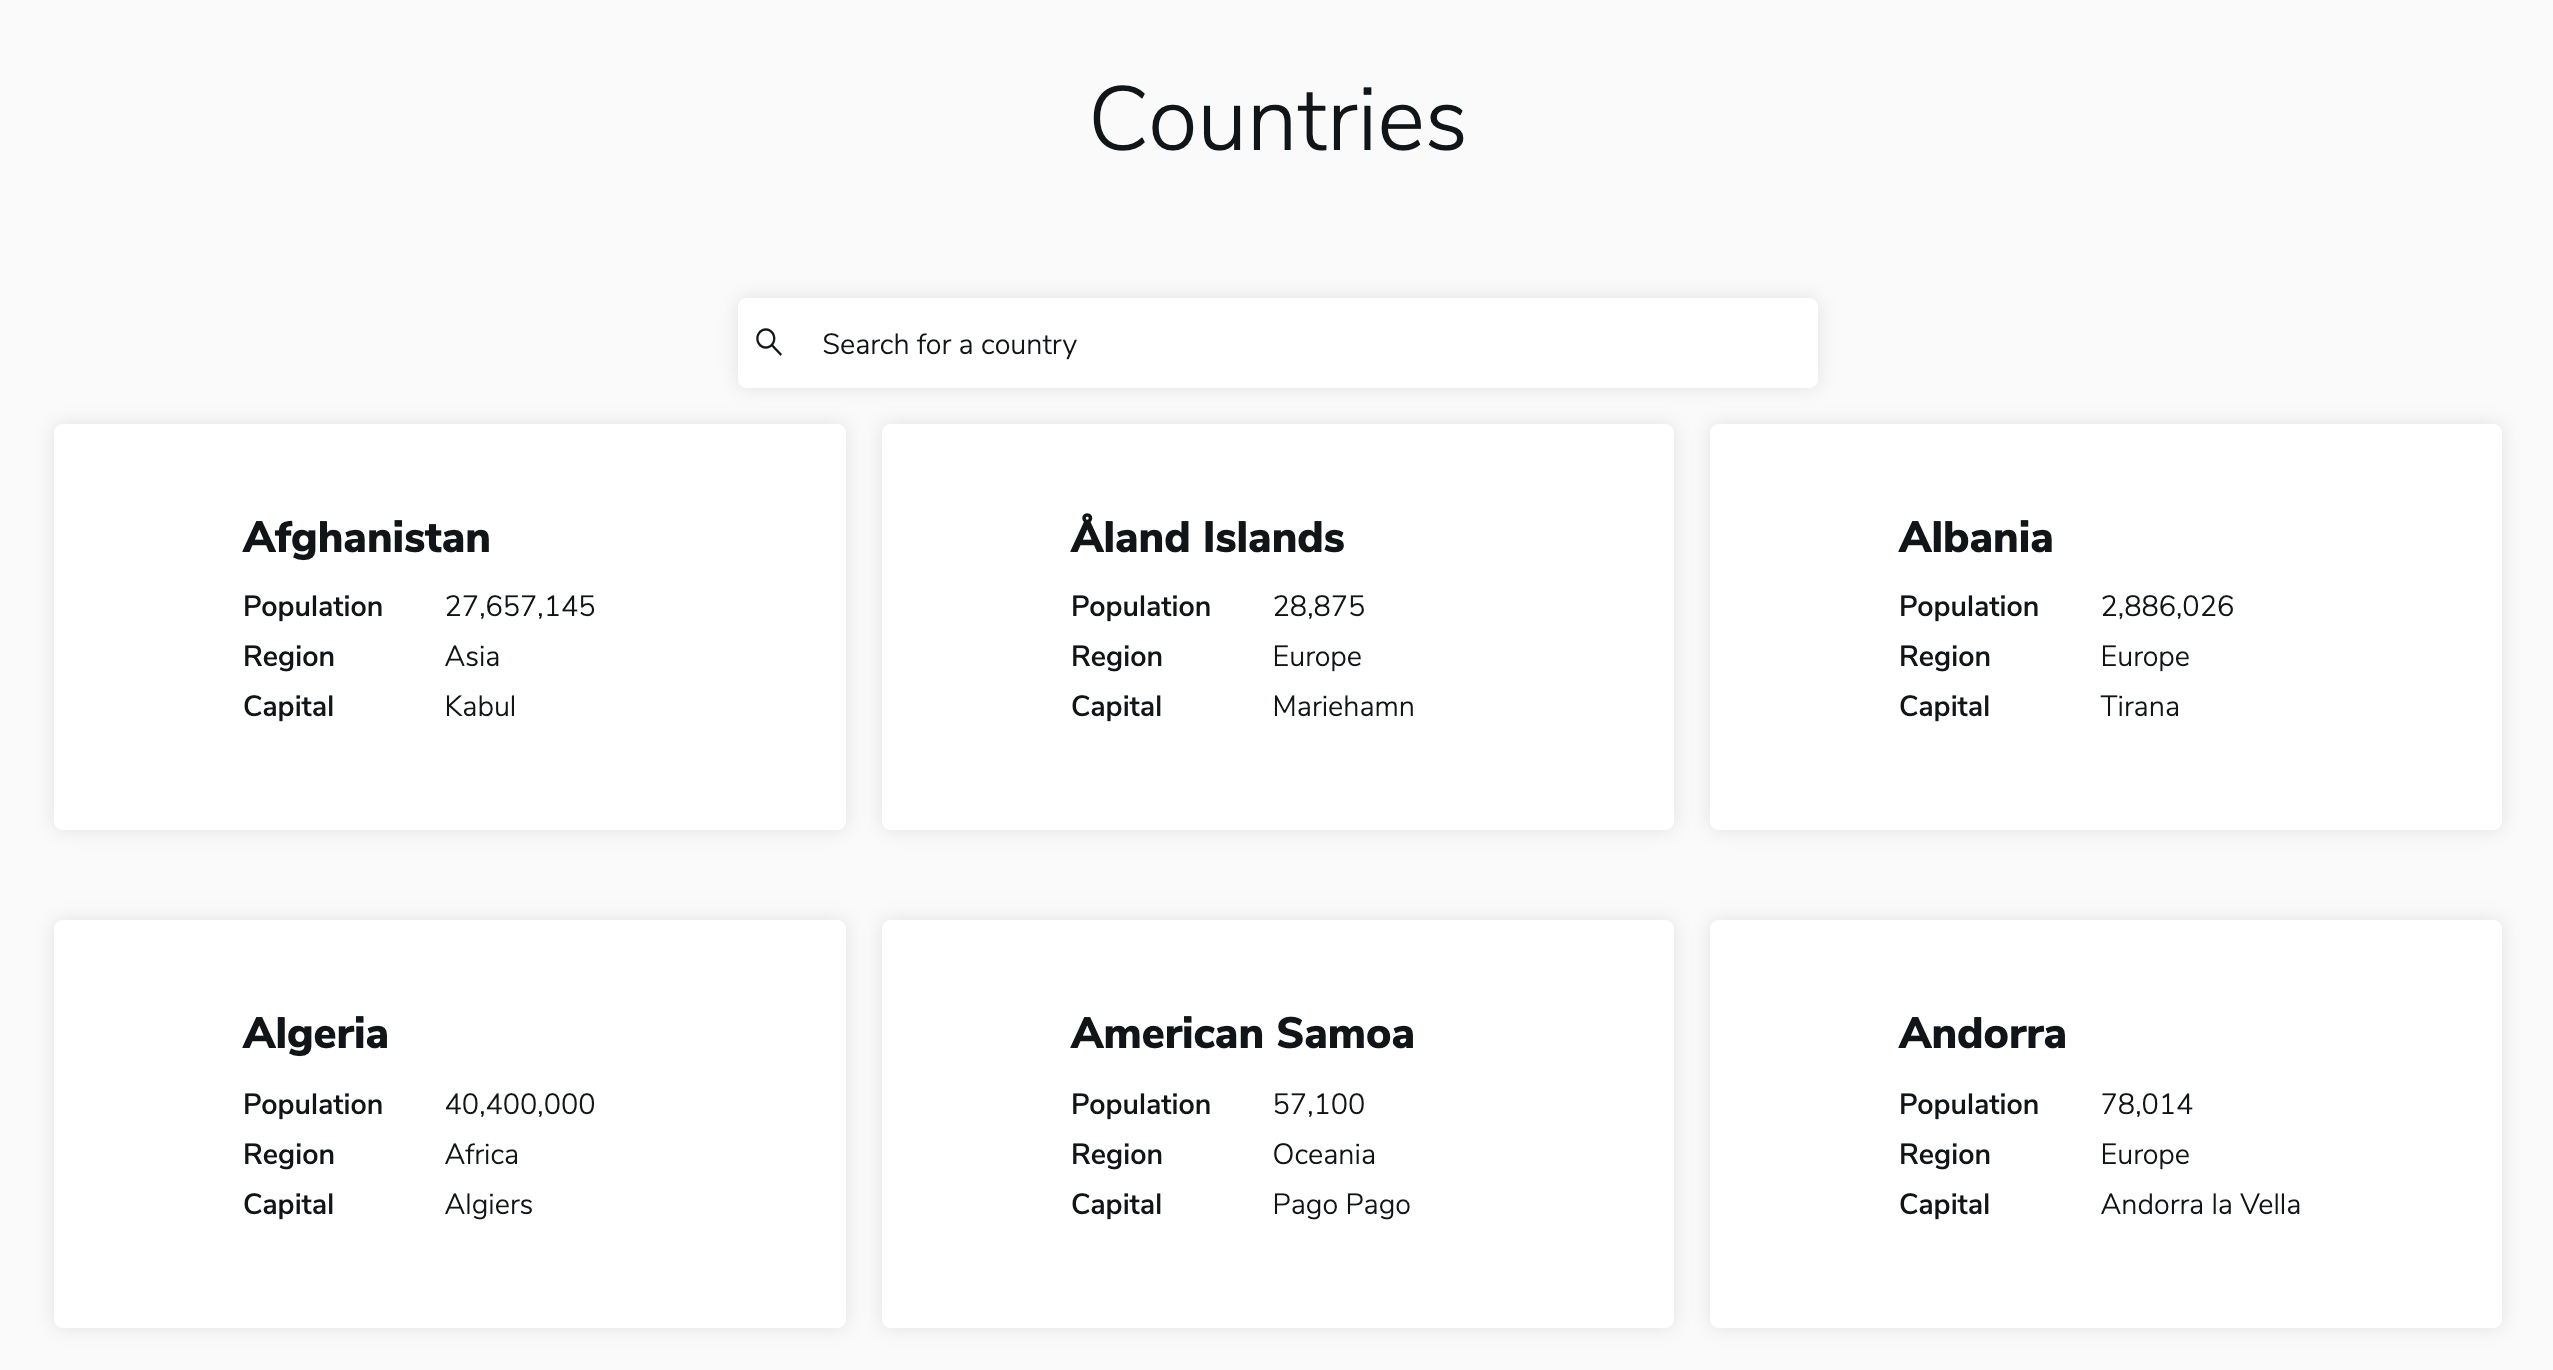 Countries
Search for a country
Afghanistan
Population 27,657,145
Region Asia
Capital Kabul
Åland Islands
Population 28,875
Region Europe
Capital Mariehamn
Albania
Population 2,886,026
Region Europe
Capital Tirana
Algeria
Population 40,400,000
Region Africa
Capital Algiers
American Samoa
Population 57,100
Region Oceania
Capital Pago Pago
Andorra
Population 78,014
Region Europe
Capital Andorra la Vella